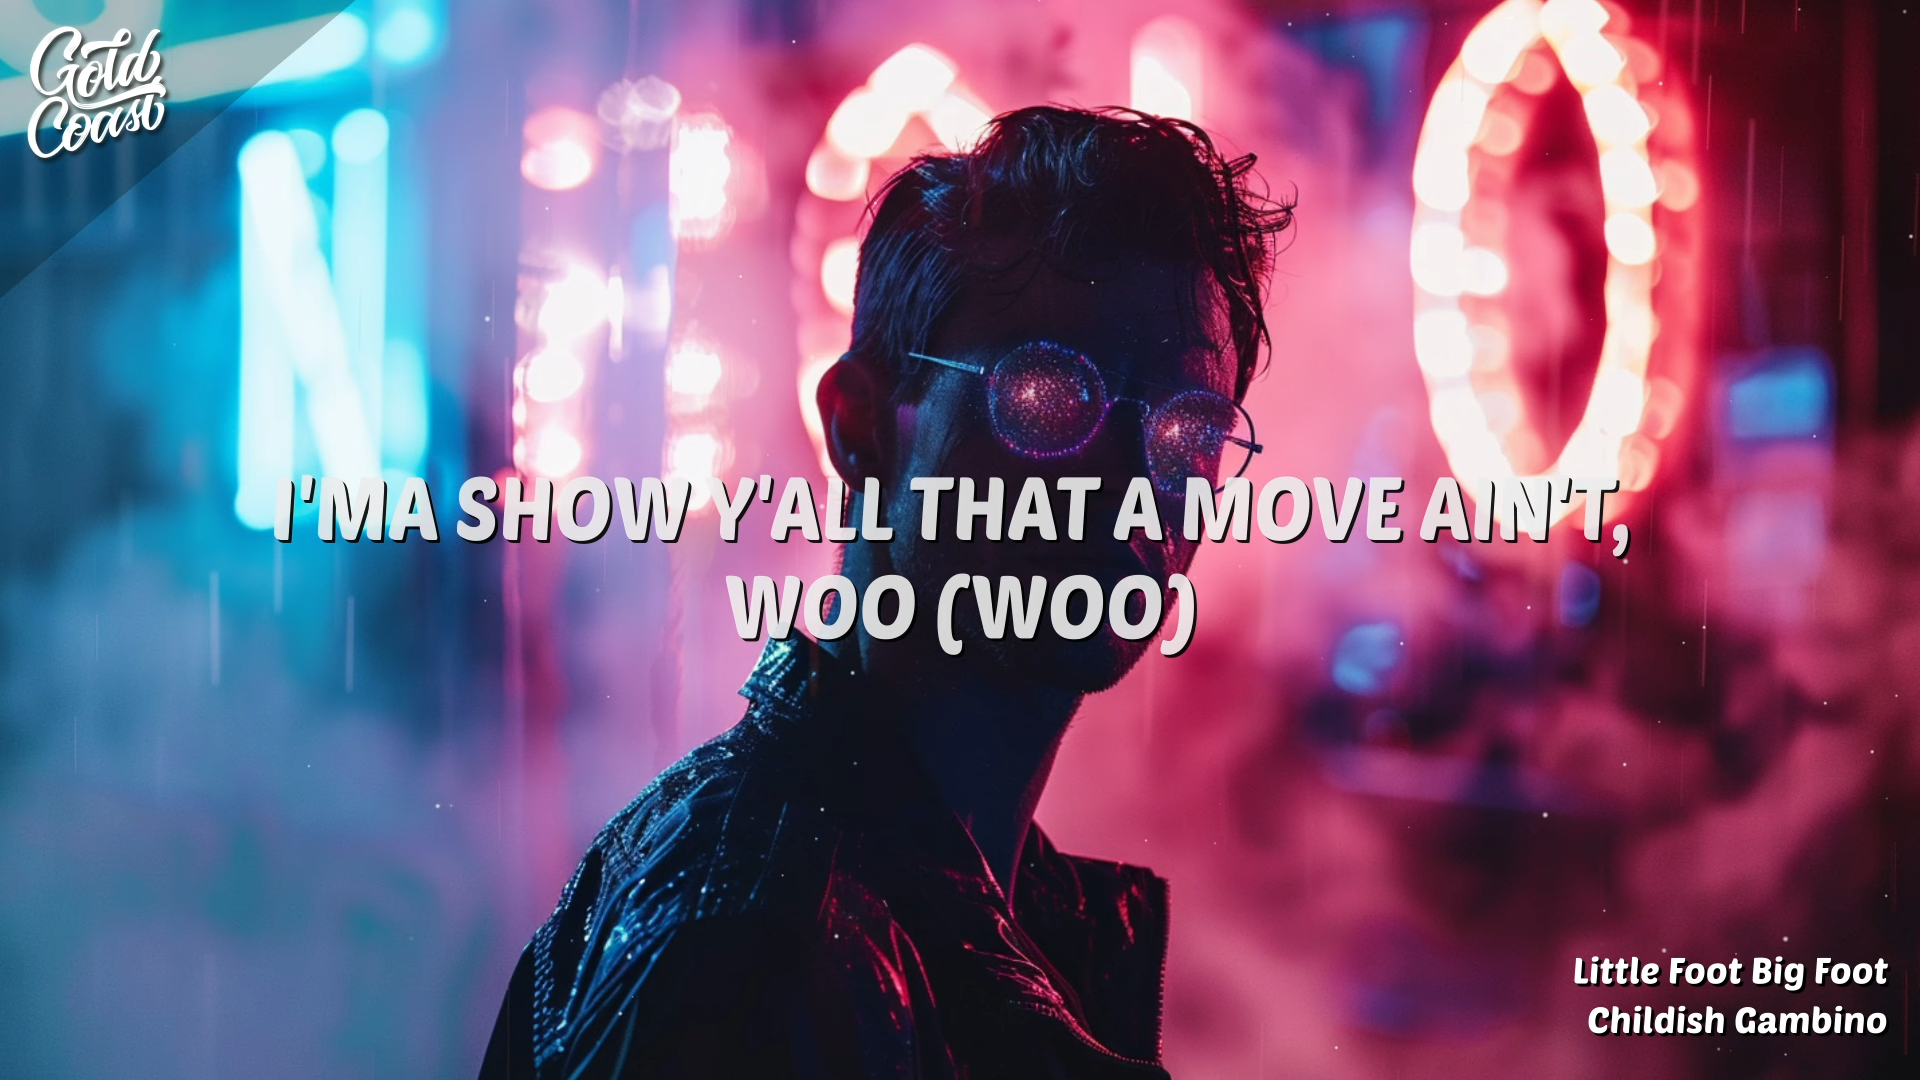 Gold
Coast
I'MA SHOW Y'ALL THAT A MOVE AIN'T,
WOO (WOO)
Little Foot Big Foot
Childish Gambino